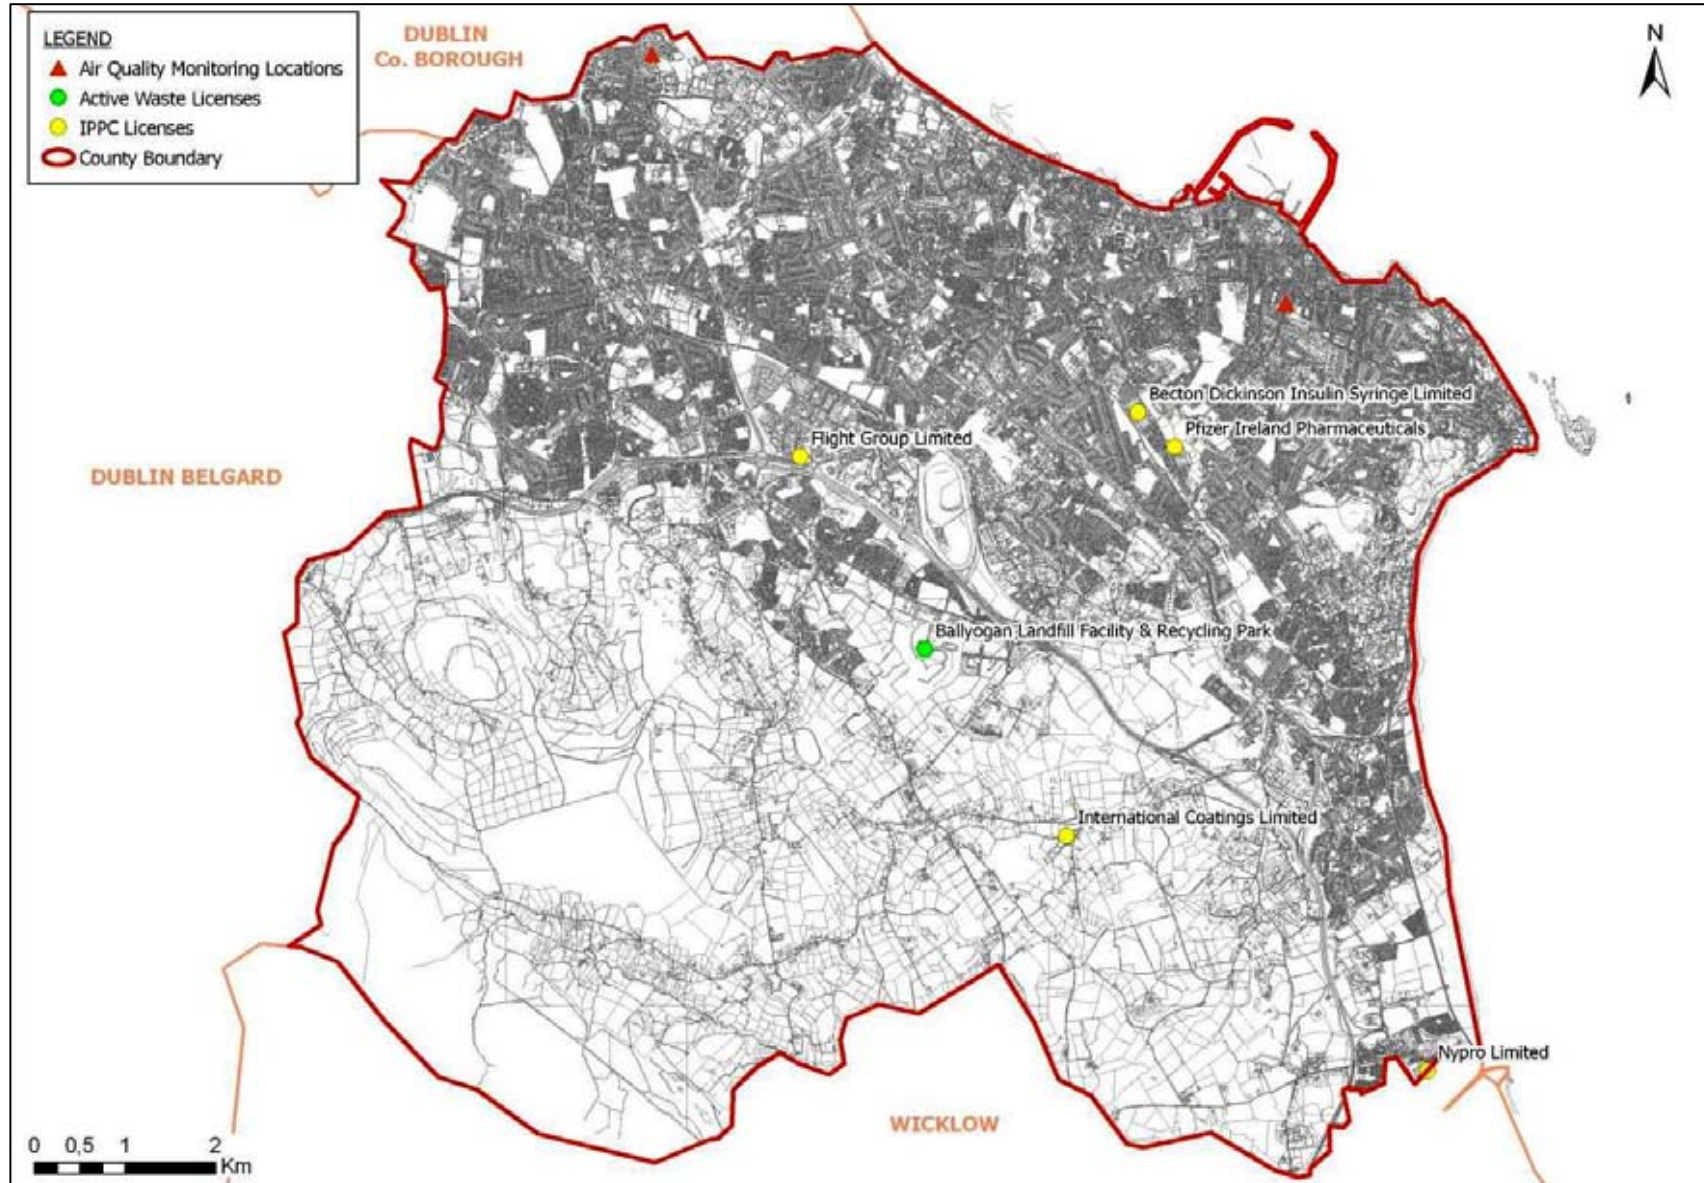 LEGEND
Air Quality Monitoring Locations
Active Waste Licenses
IPPC Licenses
County Boundary
DUBLIN
Co. BOROUGH
N
Becton Dickinson Insulin Syringe Limited
Pfizer Ireland Pharmaceuticals
Flight Group Limited
DUBLIN BELGARD
Ballyogan Landfill Facility & Recycling Park
International Coatings Limited
Nypro Limited
WICKLOW
0 0,5 1 2
Km